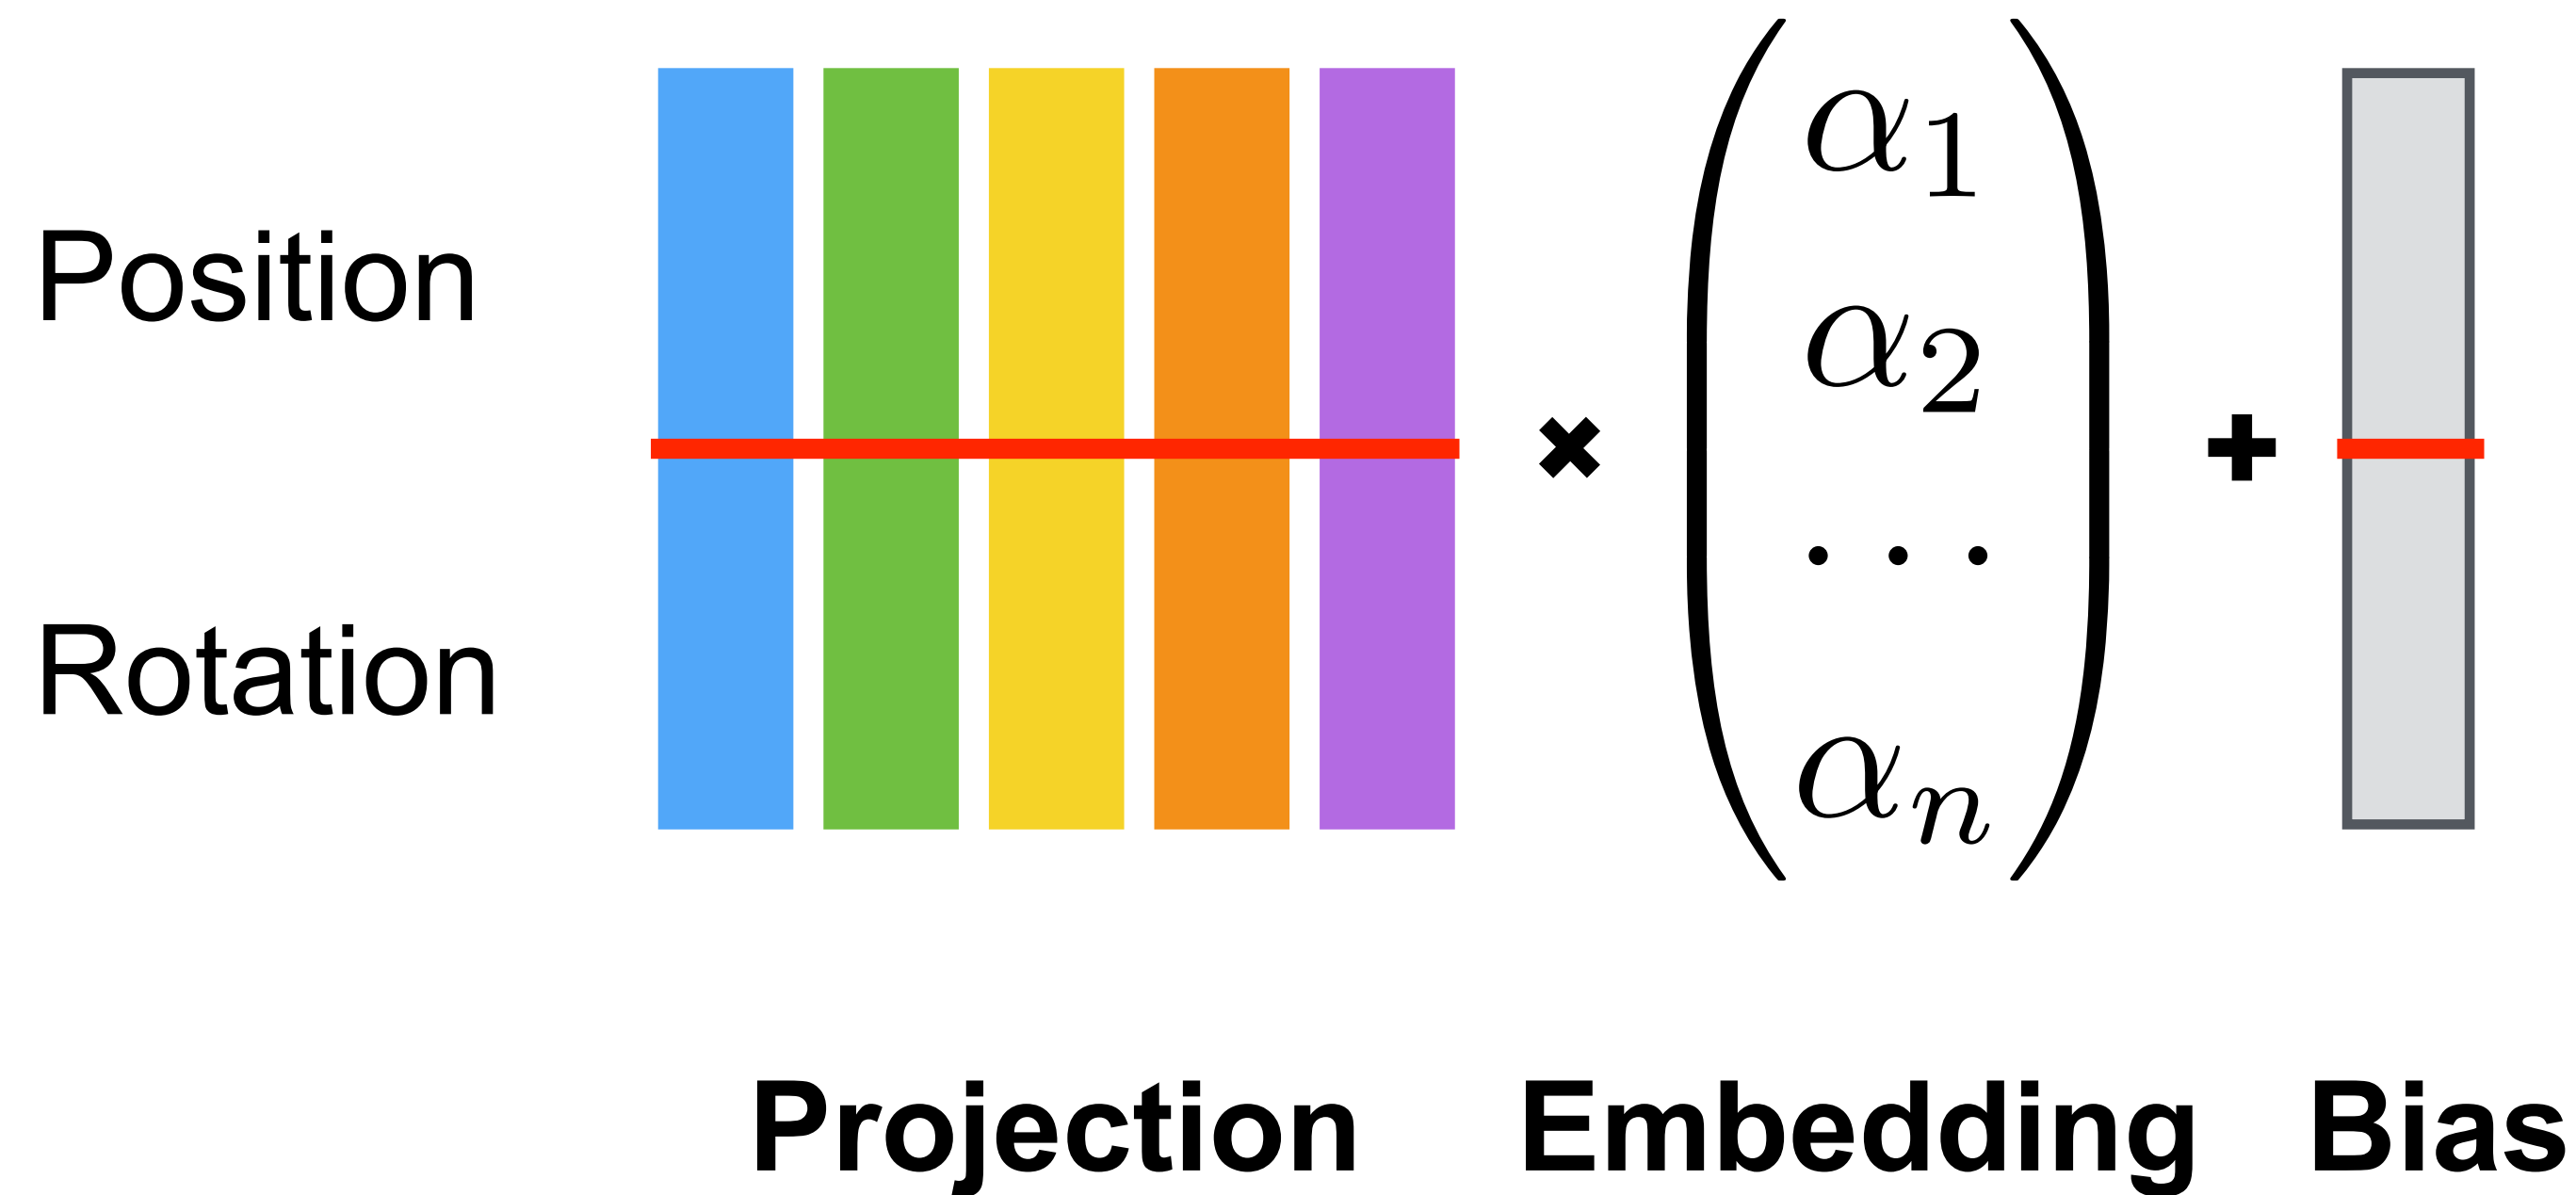 Position
Rotation
×
α₁
α₂
· · ·
αₙ
+
Projection Embedding Bias